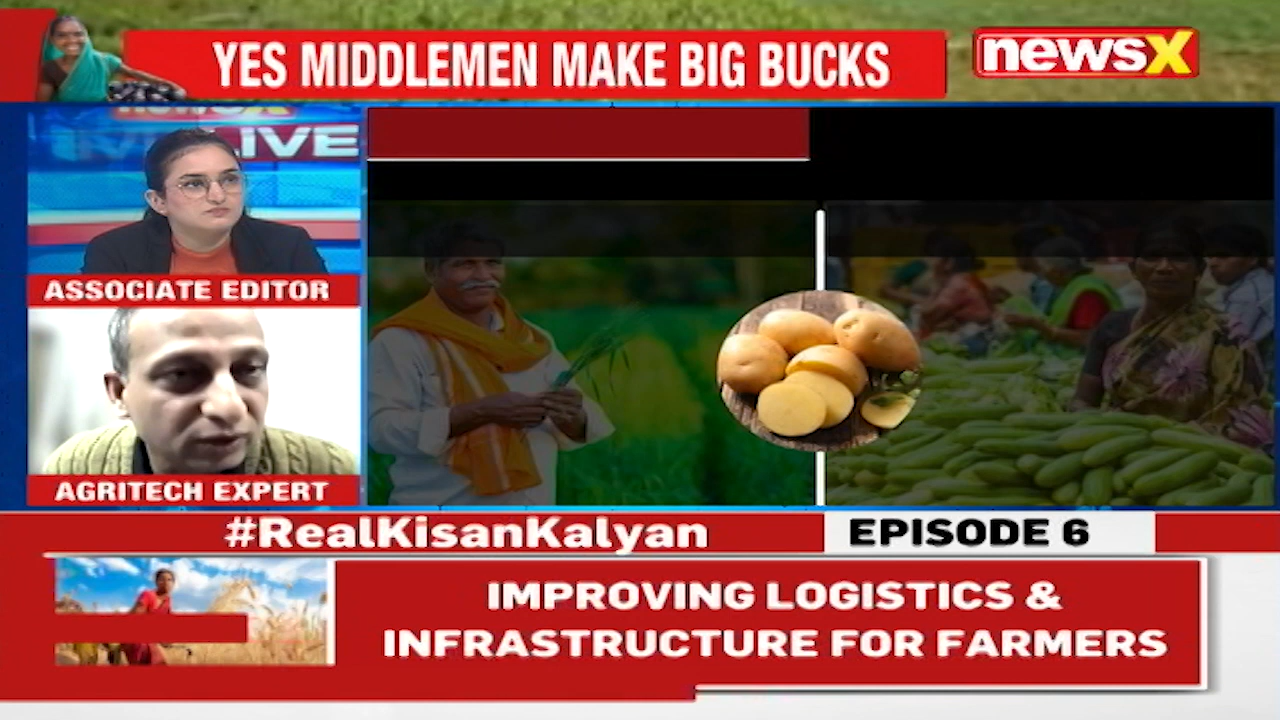 YES MIDDLEMEN MAKE BIG BUCKS
newsX
LIVE
ASSOCIATE EDITOR
AGRITECH EXPERT
#RealKisanKalyan
EPISODE 6
IMPROVING LOGISTICS &
INFRASTRUCTURE FOR FARMERS